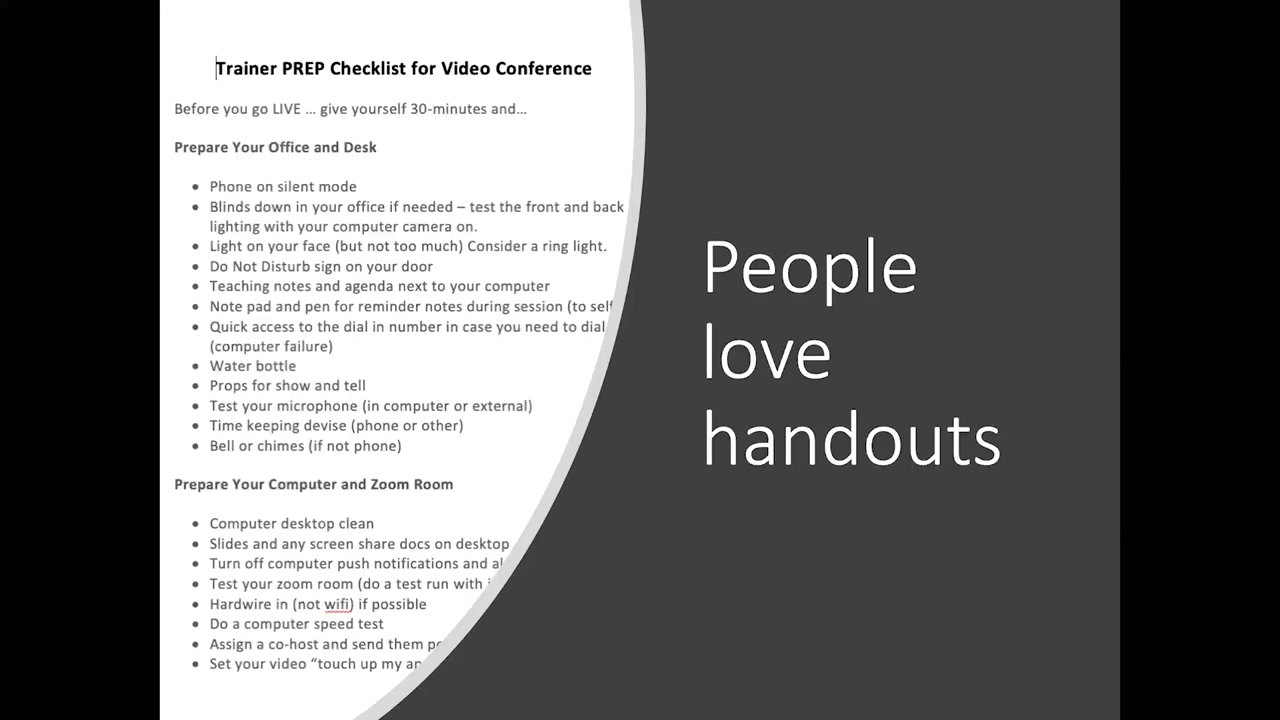 Trainer PREP Checklist for Video Conference
Before you go LIVE … give yourself 30-minutes and…
Prepare Your Office and Desk
• Phone on silent mode
• Blinds down in your office if needed – test the front and back
lighting with your computer camera on.
• Light on your face (but not too much) Consider a ring light.
• Do Not Disturb sign on your door
• Teaching notes and agenda next to your computer
• Note pad and pen for reminder notes during session (to self
• Quick access to the dial in number in case you need to dial
(computer failure)
• Water bottle
• Props for show and tell
• Test your microphone (in computer or external)
• Time keeping devise (phone or other)
• Bell or chimes (if not phone)
Prepare Your Computer and Zoom Room
• Computer desktop clean
• Slides and any screen share docs on desktop
• Turn off computer push notifications and
• Test your zoom room (do a test run with
• Hardwire in (not wifi) if possible
• Do a computer speed test
• Assign a co-host and send them
• Set your video “touch up my
People
love
handouts